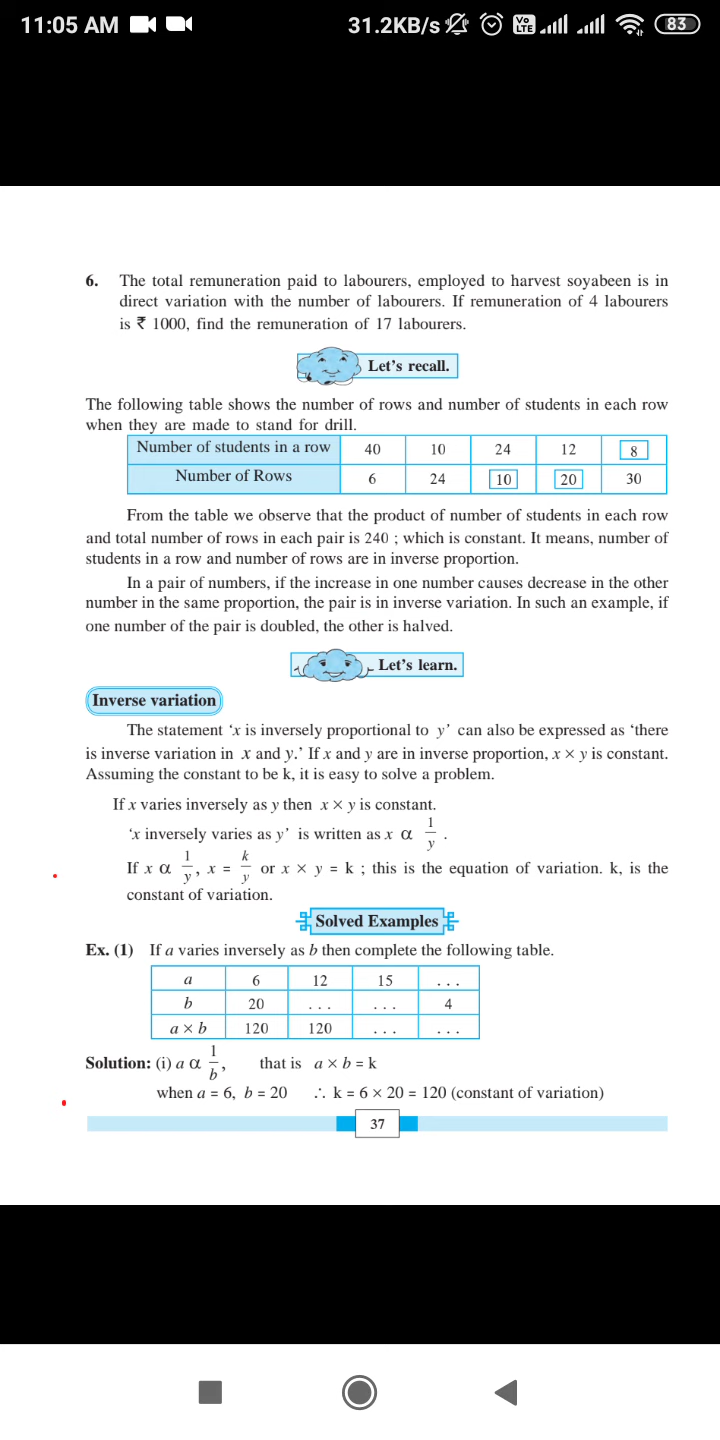 11:05 AM 31.2KB/s Vo LTE 83
6. The total remuneration paid to labourers, employed to harvest soyabeen is in
direct variation with the number of labourers. If remuneration of 4 labourers
is ₹ 1000, find the remuneration of 17 labourers.
Let's recall.
The following table shows the number of rows and number of students in each row
when they are made to stand for drill.
Number of students in a row 40 10 24 12 8
Number of Rows 6 24 10 20 30
From the table we observe that the product of number of students in each row
and total number of rows in each pair is 240 ; which is constant. It means, number of
students in a row and number of rows are in inverse proportion.
In a pair of numbers, if the increase in one number causes decrease in the other
number in the same proportion, the pair is in inverse variation. In such an example, if
one number of the pair is doubled, the other is halved.
Let's learn.
Inverse variation
The statement ‘x is inversely proportional to y’ can also be expressed as ‘there
is inverse variation in x and y.’ If x and y are in inverse proportion, x × y is constant.
Assuming the constant to be k, it is easy to solve a problem.
If x varies inversely as y then x × y is constant.
‘x inversely varies as y’ is written as x α 1/y .
If x α 1/y, x = k/y or x × y = k ; this is the equation of variation. k, is the
constant of variation.
Solved Examples
Ex. (1) If a varies inversely as b then complete the following table.
a 6 12 15 . . .
b 20 . . . . . . 4
a × b 120 120 . . . . . .
Solution: (i) a α 1/b, that is a × b = k
when a = 6, b = 20 ∴ k = 6 × 20 = 120 (constant of variation)
37